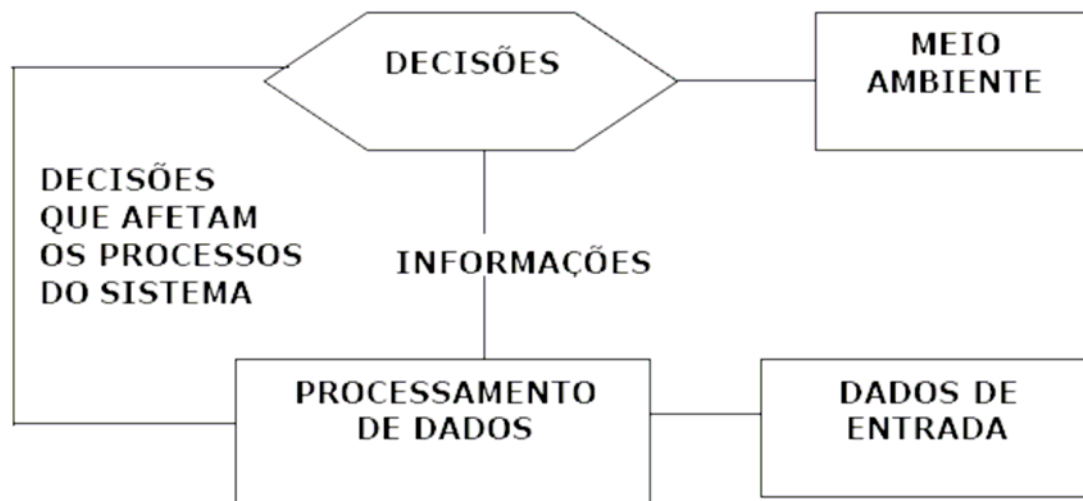 DECISÕES
MEIO
AMBIENTE
DECISÕES
QUE AFETAM
OS PROCESSOS
DO SISTEMA
INFORMAÇÕES
PROCESSAMENTO
DE DADOS
DADOS DE
ENTRADA